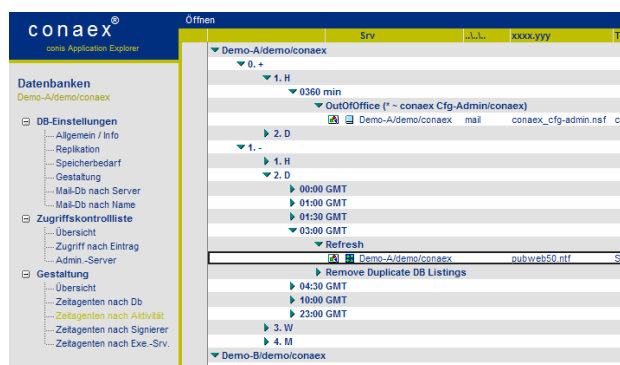 conaex®
conis Application Explorer
Datenbanken
Demo-A/demo/conaex
DB-Einstellungen
Allgemein / Info
Replikation
Speicherbedarf
Gestaltung
Mail-Db nach Server
Mail-Db nach Name
Zugriffskontrollliste
Übersicht
Zugriff nach Eintrag
Admin.-Server
Gestaltung
Übersicht
Zeitagenten nach Db
Zeitagenten nach Aktivität
Zeitagenten nach Signierer
Zeitagenten nach Exe.-Srv.
Öffnen
Srv ..\..\.. xxxx.yyy T
Demo-A/demo/conaex
0. +
1. H
0360 min
OutOfOffice (* ~ conaex Cfg-Admin/conaex)
Demo-A/demo/conaex mail conaex_cfg-admin.nsf c
2. D
1. -
1. H
2. D
00:00 GMT
01:00 GMT
01:30 GMT
03:00 GMT
Refresh
Demo-A/demo/conaex pubweb50.ntf S
Remove Duplicate DB Listings
04:30 GMT
10:00 GMT
23:00 GMT
3. W
4. M
Demo-B/demo/conaex